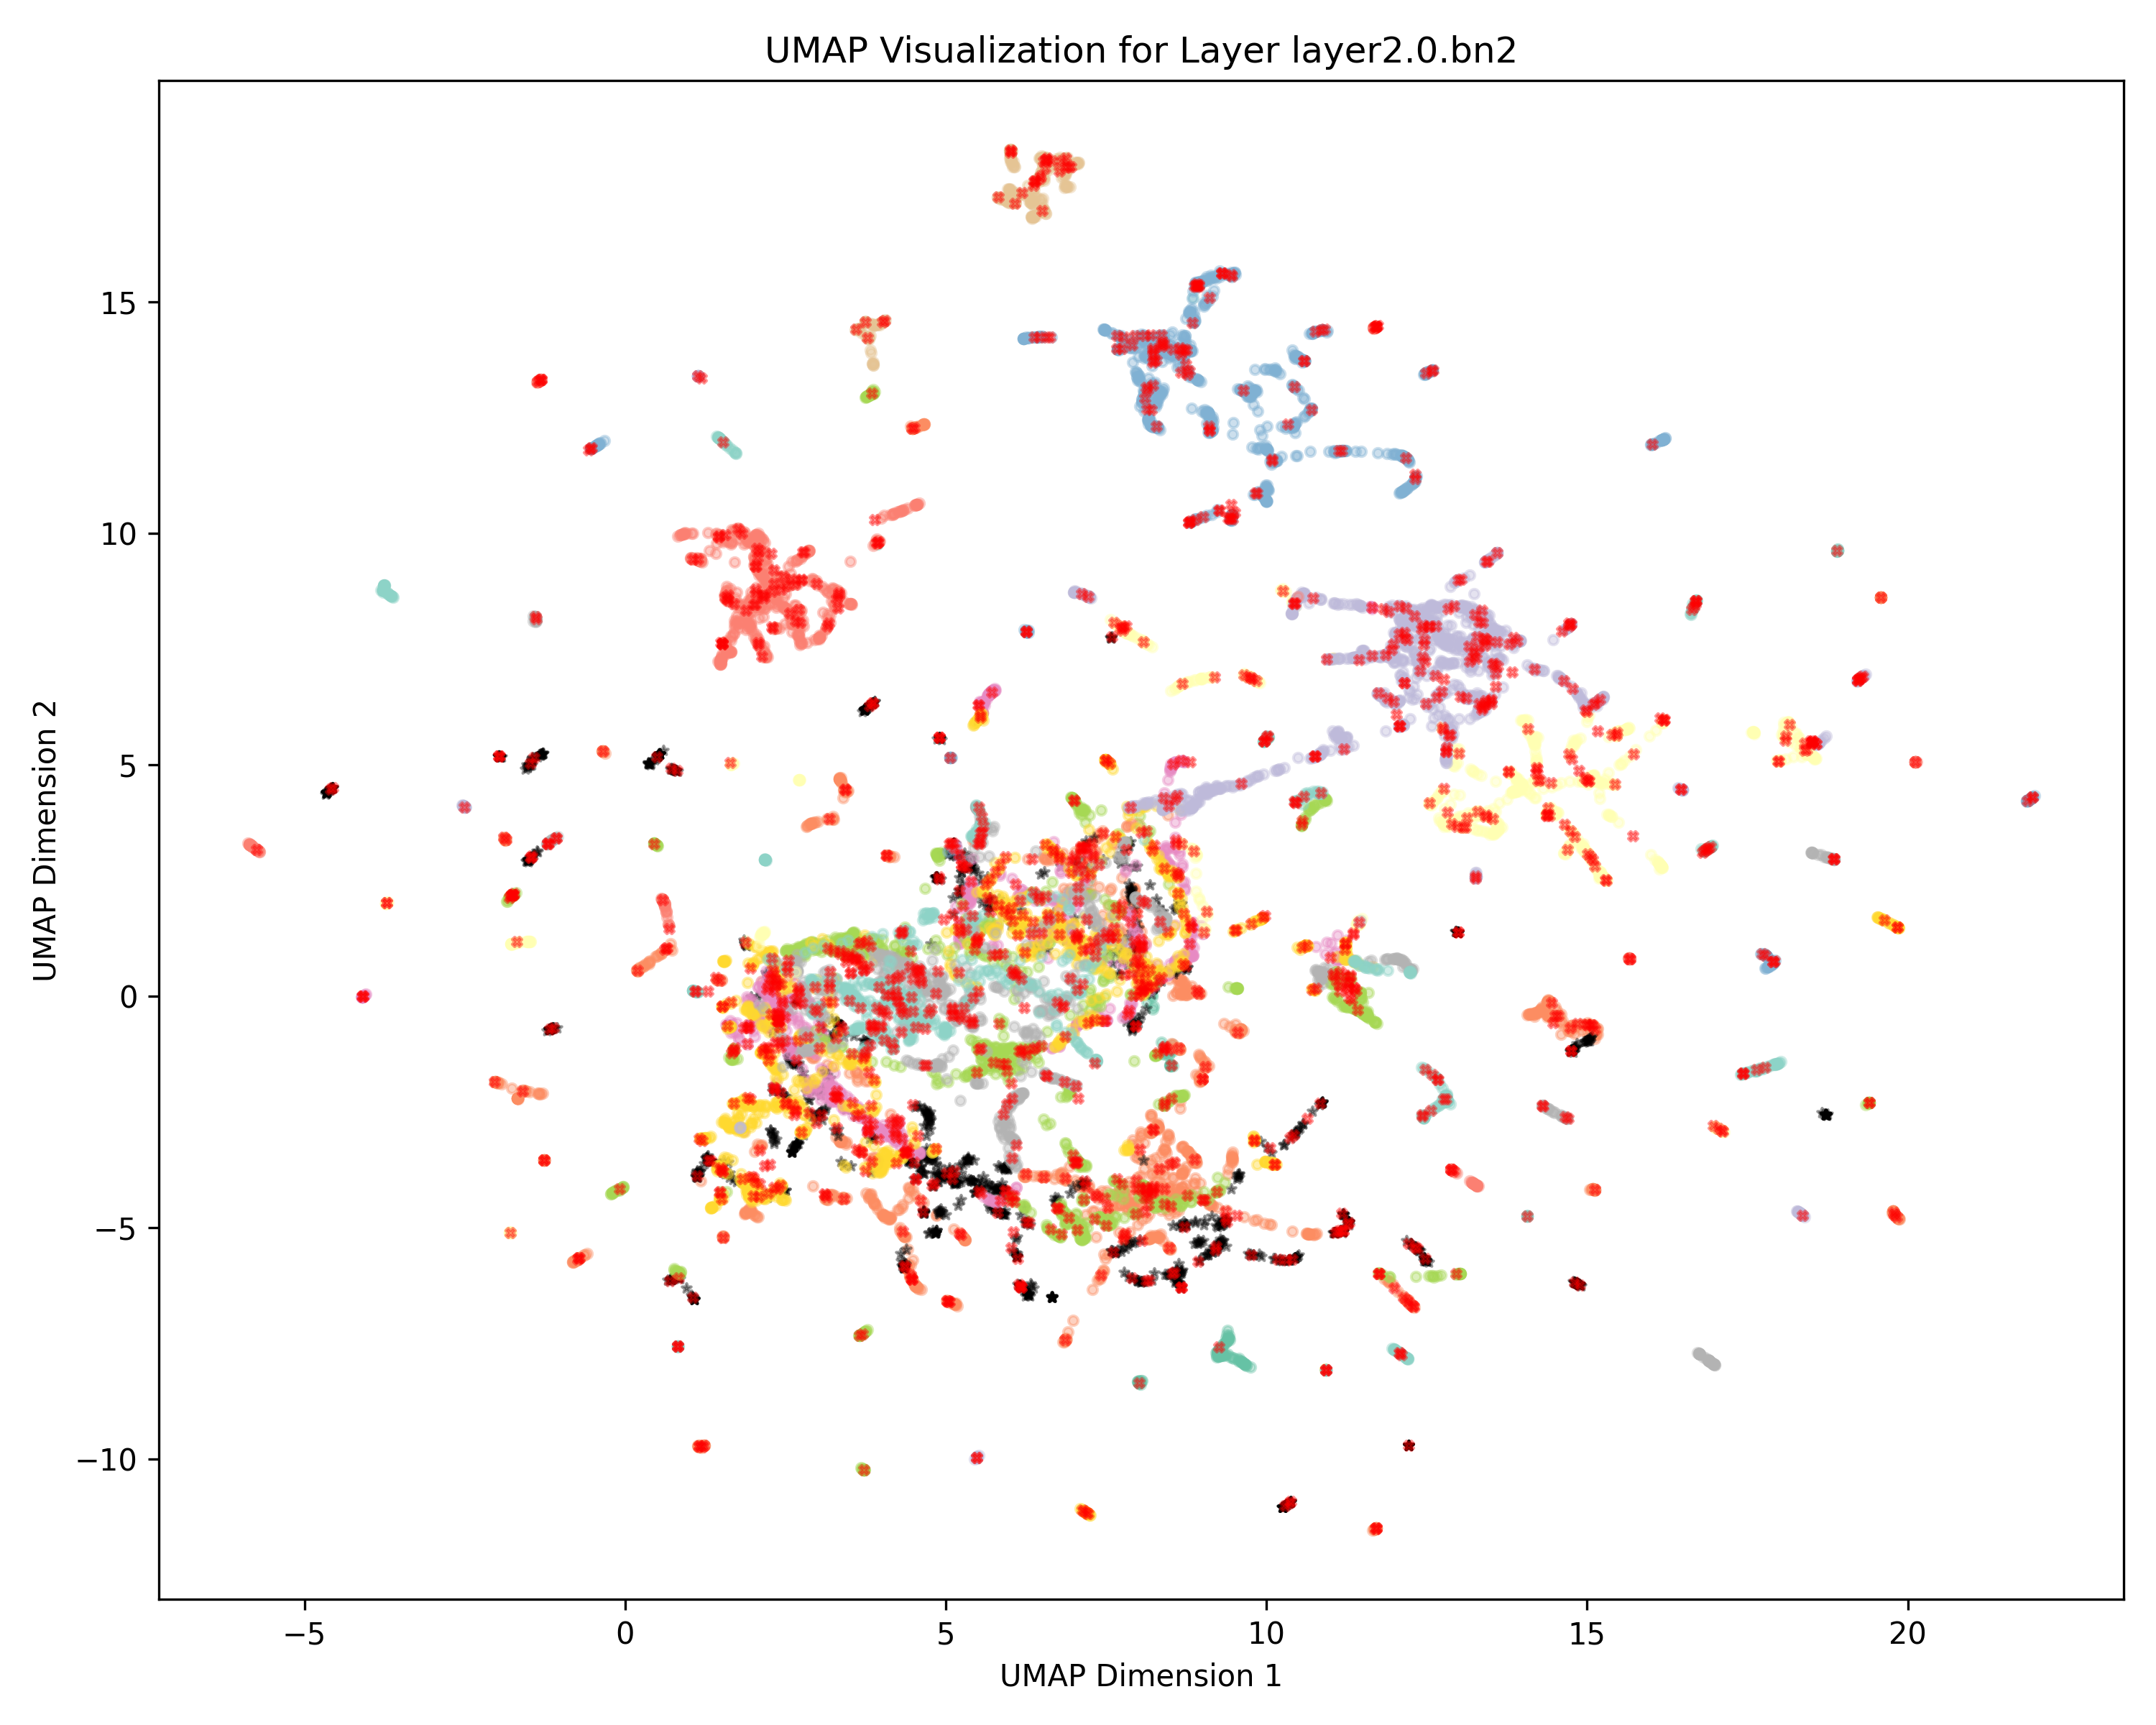 UMAP Visualization for Layer layer2.0.bn2
15
10
5
0
−5
−10
UMAP Dimension 2
−5 0 5 10 15 20
UMAP Dimension 1